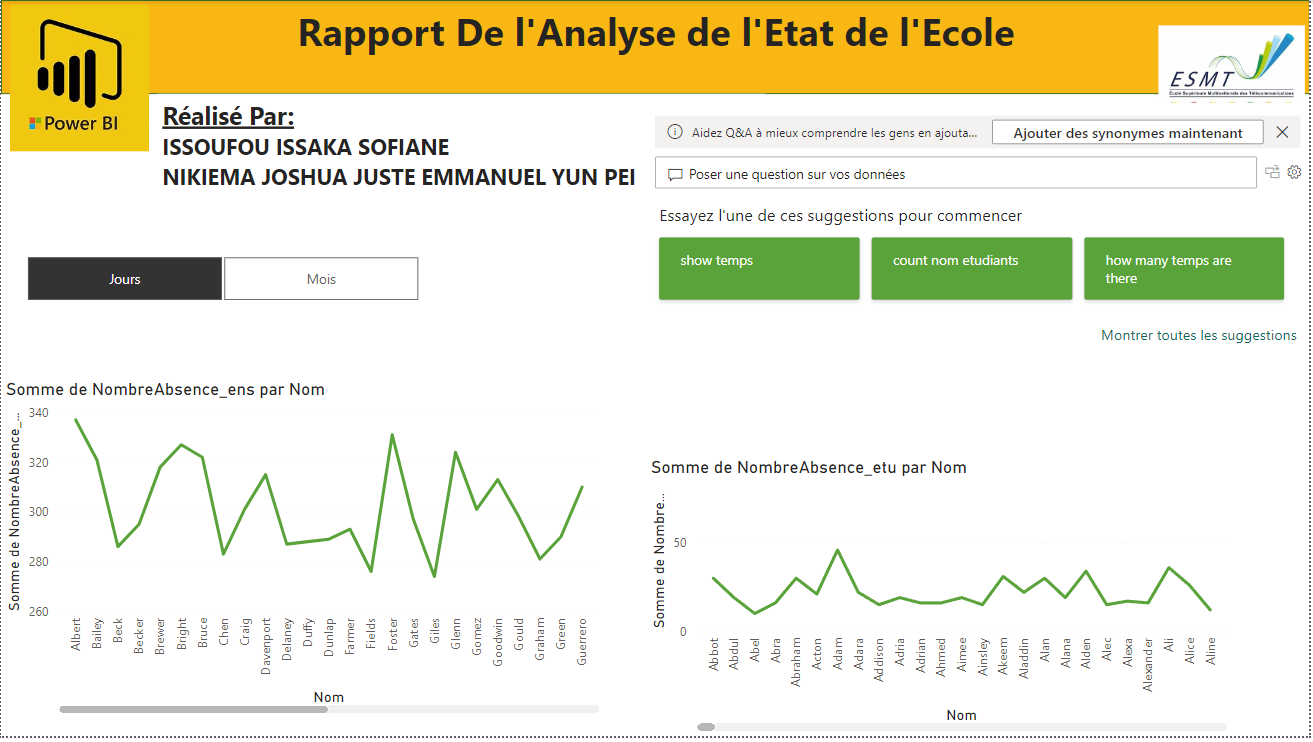 Rapport De l'Analyse de l'Etat de l'Ecole
Power BI
ESMT
Ecole Supérieure Multinationale des Télécommunications
Réalisé Par:
ISSOUFOU ISSAKA SOFIANE
NIKIEMA JOSHUA JUSTE EMMANUEL YUN PEI
Aidez Q&A à mieux comprendre les gens en ajouta...
Ajouter des synonymes maintenant
Poser une question sur vos données
Essayez l'une de ces suggestions pour commencer
show temps
count nom etudiants
how many temps are
there
Montrer toutes les suggestions
Jours
Mois
Somme de NombreAbsence_ens par Nom
Somme de NombreAbsence_...
340
320
300
280
260
Albert
Bailey
Beck
Becker
Brewer
Bright
Bruce
Chen
Craig
Davenport
Delaney
Duffy
Dunlap
Farmer
Fields
Foster
Gates
Giles
Glenn
Gomez
Goodwin
Gould
Graham
Green
Guerrero
Nom
Somme de NombreAbsence_etu par Nom
Somme de Nombre...
50
0
Abbot
Abdul
Abel
Abra
Abraham
Acton
Adam
Adara
Addison
Adria
Adrian
Ahmed
Aimee
Ainsley
Akeem
Aladdin
Alan
Alana
Alden
Alec
Alexa
Alexander
Ali
Alice
Aline
Nom